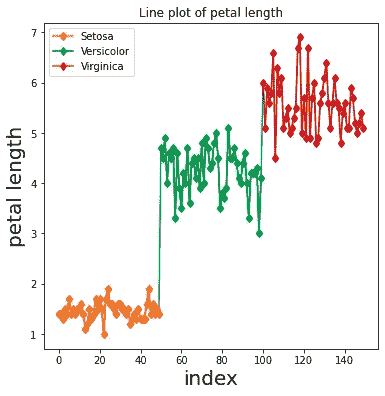 Line plot of petal length
Setosa
Versicolor
Virginica
petal length
7
6
5
4
3
2
1
0 20 40 60 80 100 120 140
index